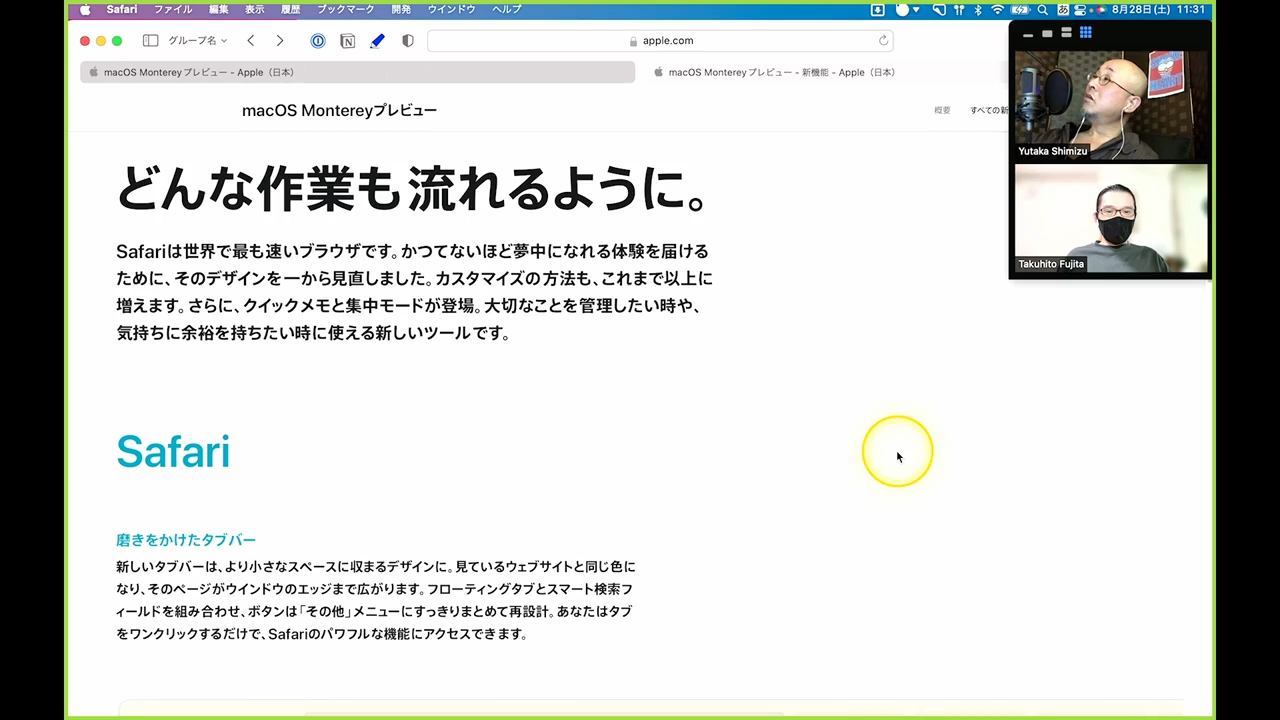 Safari ファイル 編集 表示 履歴 ブックマーク 開発 ウインドウ ヘルプ あ 8月28日(土) 11:31
グループ名 apple.com
macOS Monterey プレビュー - Apple（日本） macOS Monterey プレビュー - 新機能 - Apple（日本）
macOS Montereyプレビュー 概要 すべての新
Yutaka Shimizu
Takuhito Fujita
どんな作業も流れるように。
Safariは世界で最も速いブラウザです。かつてないほど夢中になれる体験を届ける
ために、そのデザインを一から見直しました。カスタマイズの方法も、これまで以上に
増えます。さらに、クイックメモと集中モードが登場。大切なことを管理したい時や、
気持ちに余裕を持ちたい時に使える新しいツールです。
Safari
磨きをかけたタブバー
新しいタブバーは、より小さなスペースに収まるデザインに。見ているウェブサイトと同じ色に
なり、そのページがウインドウのエッジまで広がります。フローティングタブとスマート検索フ
ィールドを組み合わせ、ボタンは「その他」メニューにすっきりまとめて再設計。あなたはタブ
をワンクリックするだけで、Safariのパワフルな機能にアクセスできます。